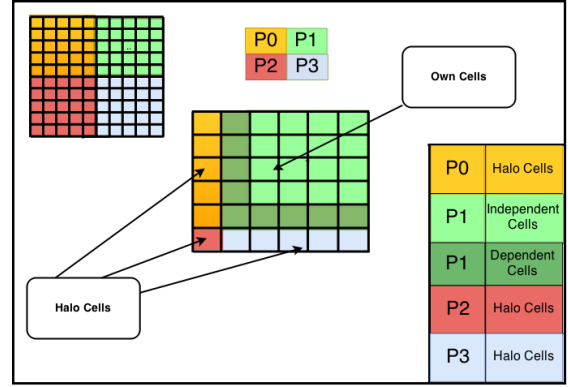 P0 P1
P2 P3
..
Own Cells
Halo Cells
P0 Halo Cells
P1 Independent
Cells
P1 Dependent
Cells
P2 Halo Cells
P3 Halo Cells